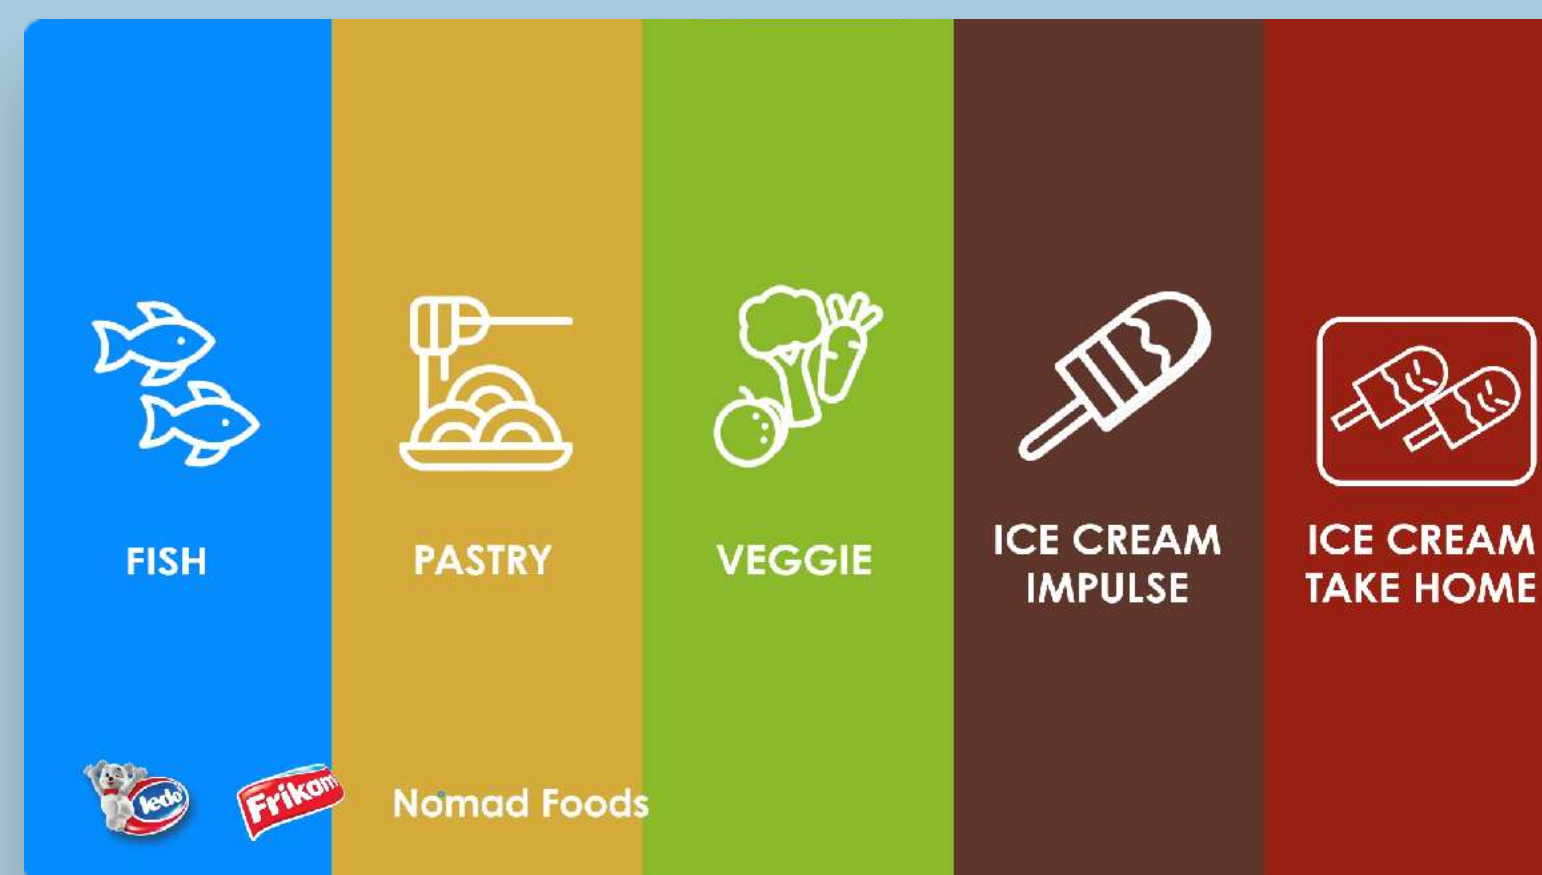 FISH
PASTRY
VEGGIE
ICE CREAM
IMPULSE
ICE CREAM
TAKE HOME
ledo
Frikom
Nomad Foods